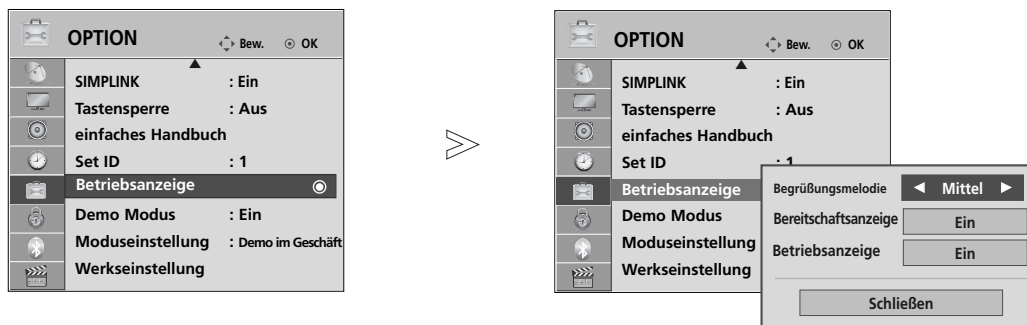 OPTION Bew. OK
SIMPLINK : Ein
Tastensperre : Aus
einfaches Handbuch
Set ID : 1
Betriebsanzeige
Demo Modus : Ein
Moduseinstellung : Demo im Geschäft
Werkseinstellung
OPTION Bew. OK
SIMPLINK : Ein
Tastensperre : Aus
einfaches Handbuch
Set ID : 1
Betriebsanzeige
Demo Modus
Moduseinstellung
Werkseinstellung
Begrüßungsmelodie Mittel
Bereitschaftsanzeige Ein
Betriebsanzeige Ein
Schließen